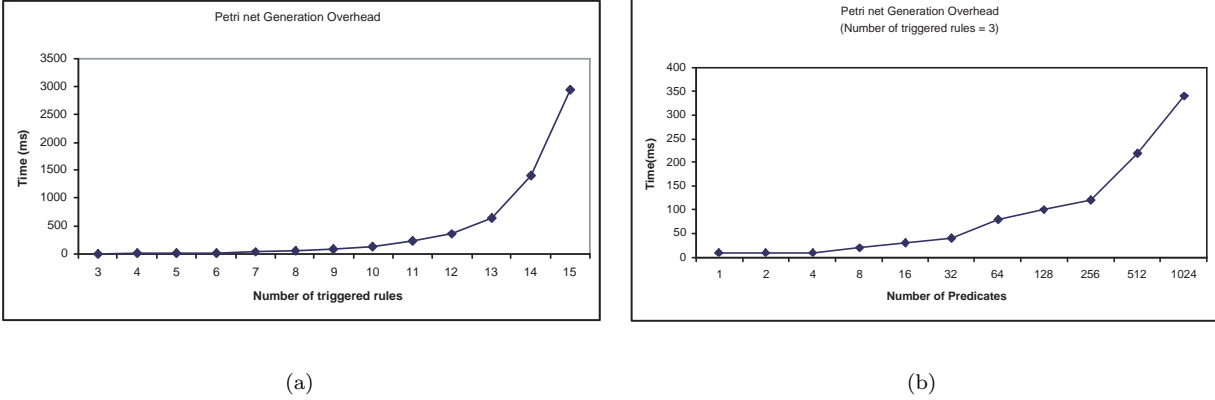 Petri net Generation Overhead
3500
3000
2500
2000
1500
1000
500
0
Time (ms)
3 4 5 6 7 8 9 10 11 12 13 14 15
Number of triggered rules
(a)
Petri net Generation Overhead
(Number of triggered rules = 3)
400
350
300
250
200
150
100
50
0
Time(ms)
1 2 4 8 16 32 64 128 256 512 1024
Number of Predicates
(b)